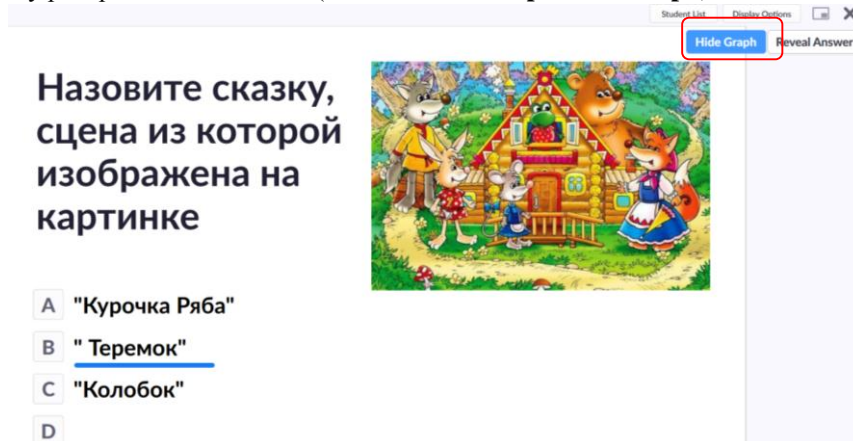 Student List Display Options
Hide Graph Reveal Answer
Назовите сказку,
сцена из которой
изображена на
картинке
A "Курочка Ряба"
B " Теремок"
C "Колобок"
D